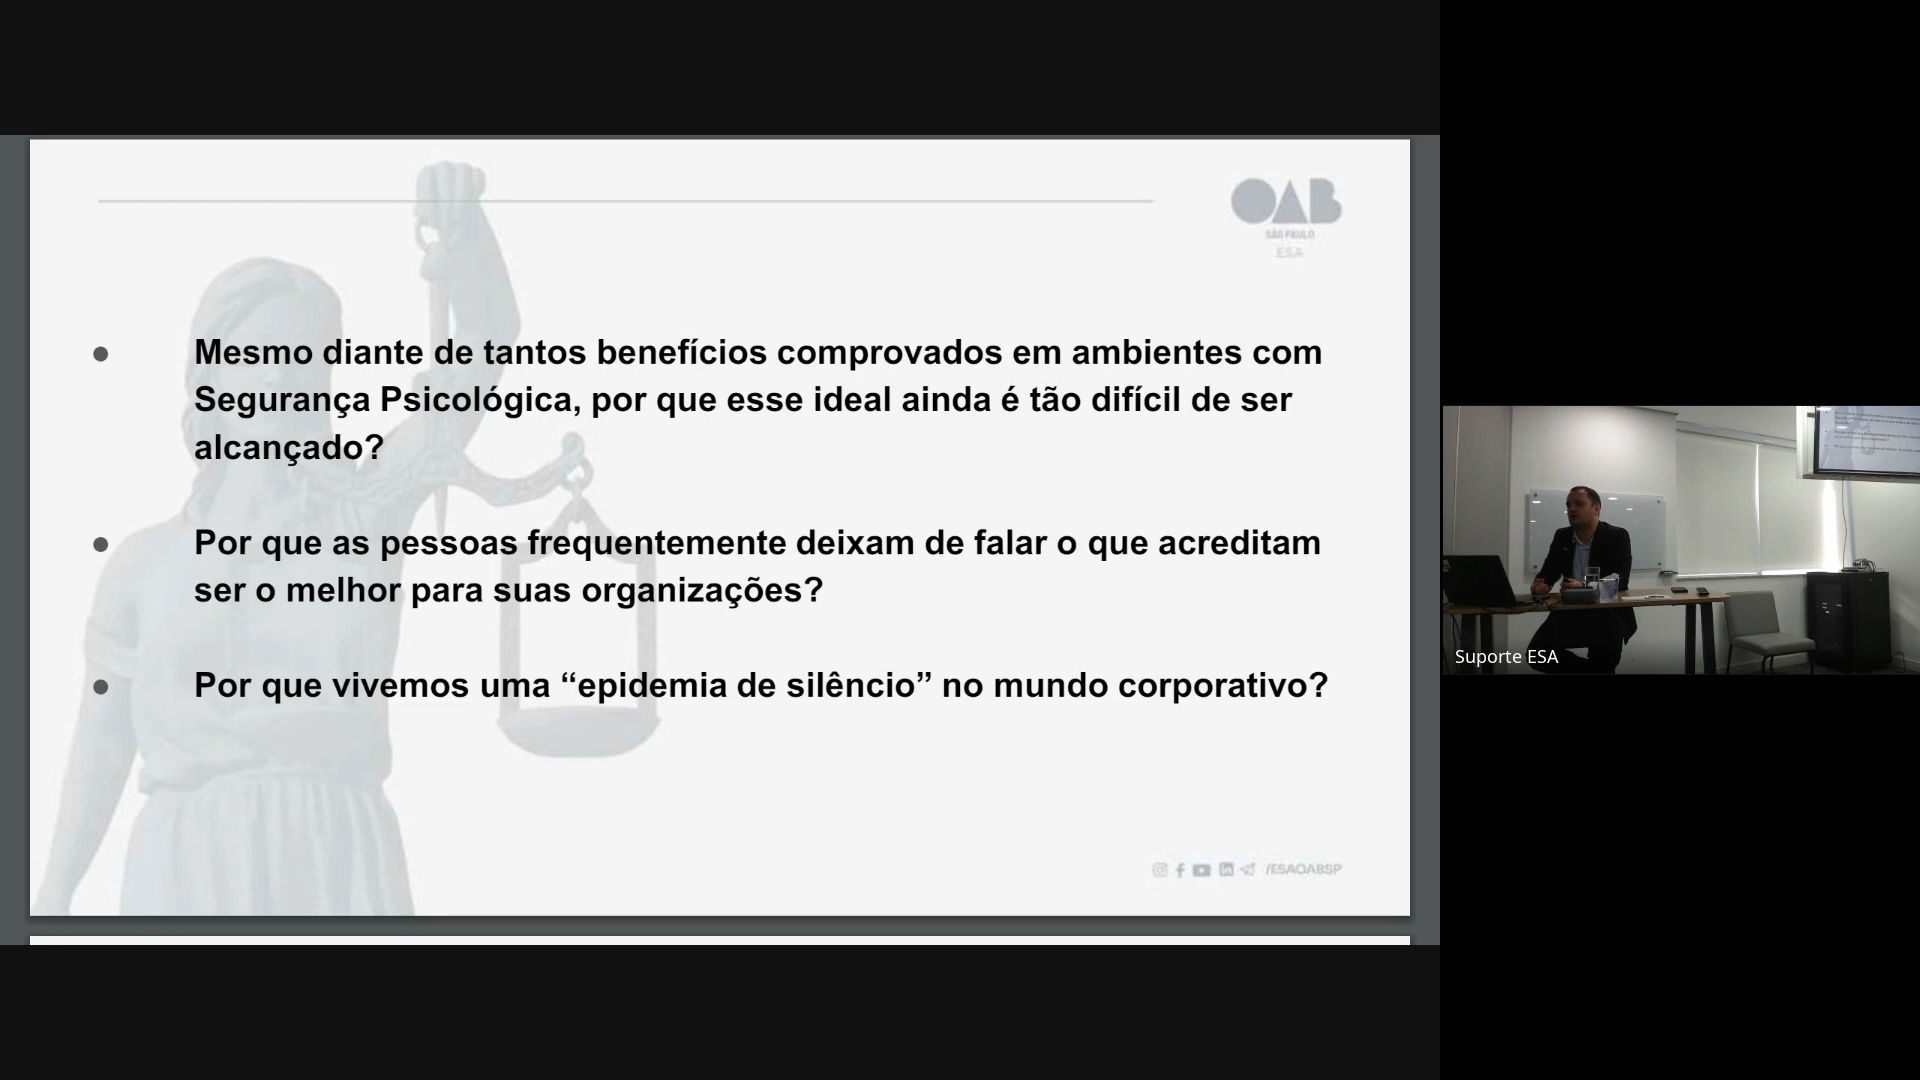 OAB
SÃO PAULO
ESA
● Mesmo diante de tantos benefícios comprovados em ambientes com
Segurança Psicológica, por que esse ideal ainda é tão difícil de ser
alcançado?
● Por que as pessoas frequentemente deixam de falar o que acreditam
ser o melhor para suas organizações?
● Por que vivemos uma “epidemia de silêncio” no mundo corporativo?
/ESAOABSP
Suporte ESA